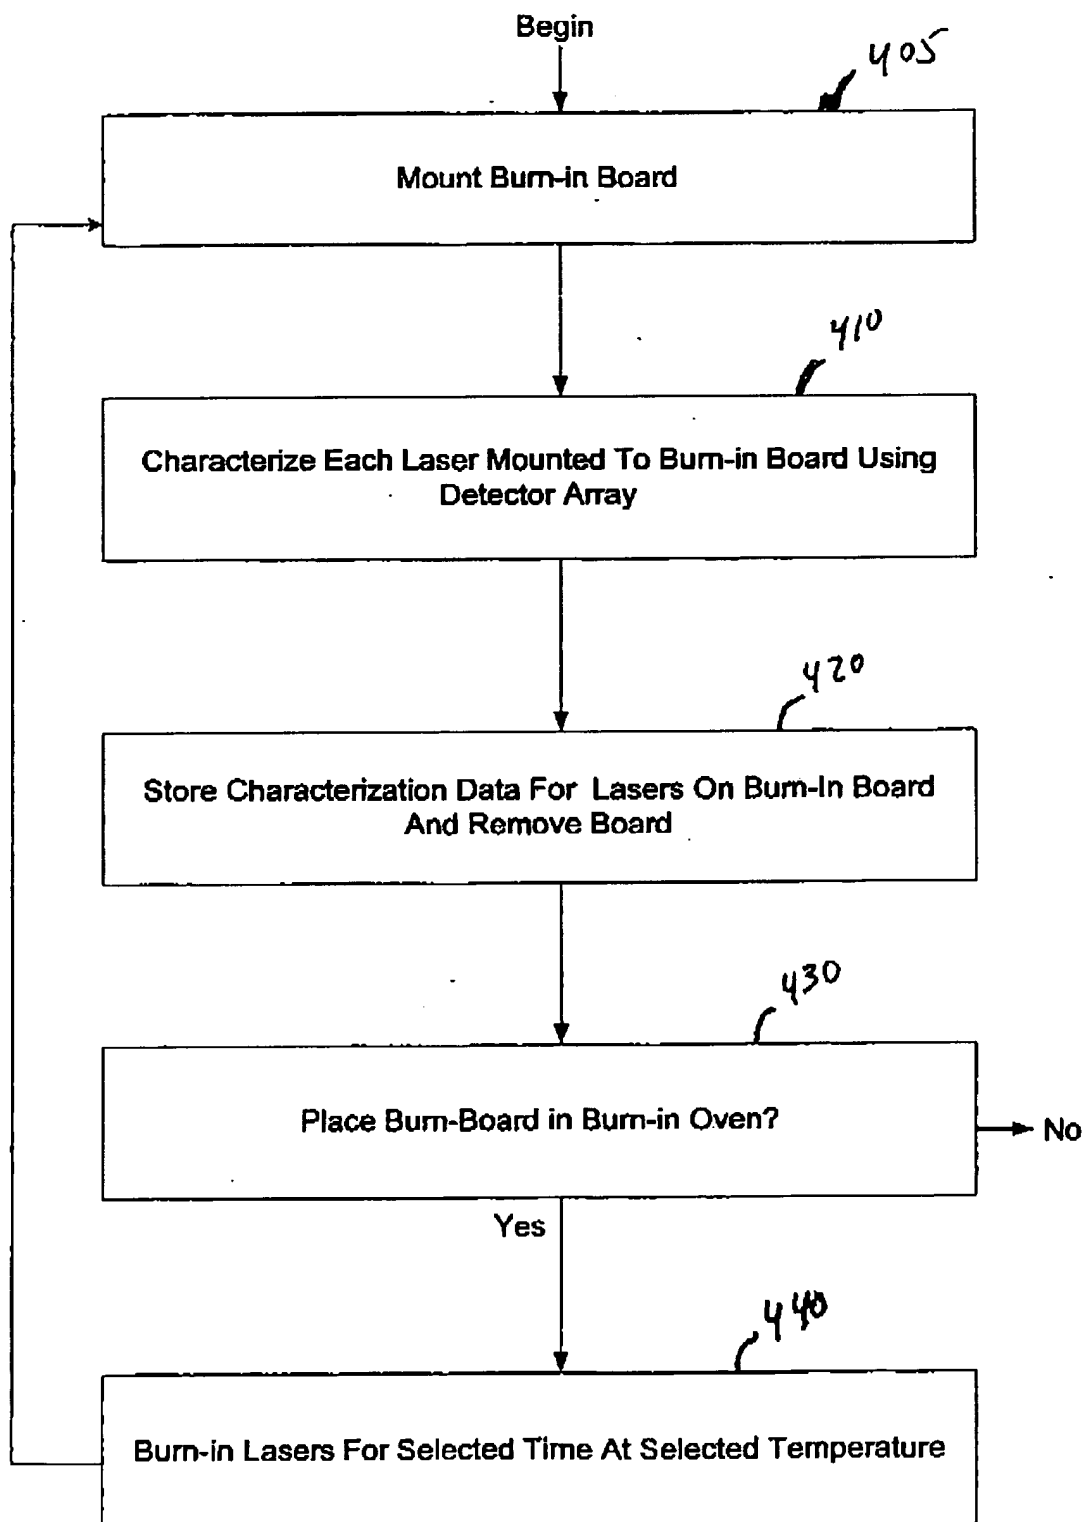 Begin
405
Mount Burn-in Board
410
Characterize Each Laser Mounted To Burn-in Board Using
Detector Array
420
Store Characterization Data For Lasers On Burn-In Board
And Remove Board
430
Place Burn-Board in Burn-in Oven?
No
Yes
440
Burn-in Lasers For Selected Time At Selected Temperature